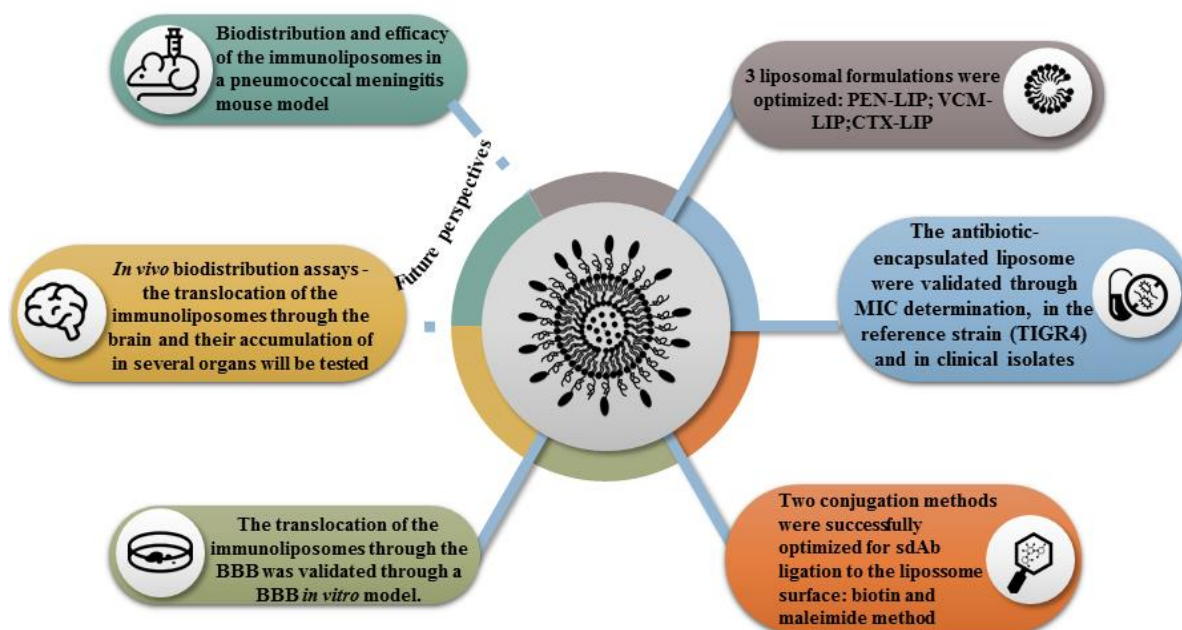 Biodistribution and efficacy
of the immunoliposomes in
a pneumococcal meningitis
mouse model
3 liposomal formulations were
optimized: PEN-LIP; VCM-
LIP;CTX-LIP
Future perspectives
In vivo biodistribution assays -
the translocation of the
immunoliposomes through the
brain and their accumulation of
in several organs will be tested
The antibiotic-
encapsulated liposome
were validated through
MIC determination, in the
reference strain (TIGR4)
and in clinical isolates
The translocation of the
immunoliposomes through the
BBB was validated through a
BBB in vitro model.
Two conjugation methods
were successfully
optimized for sdAb
ligation to the lipossome
surface: biotin and
maleimide method